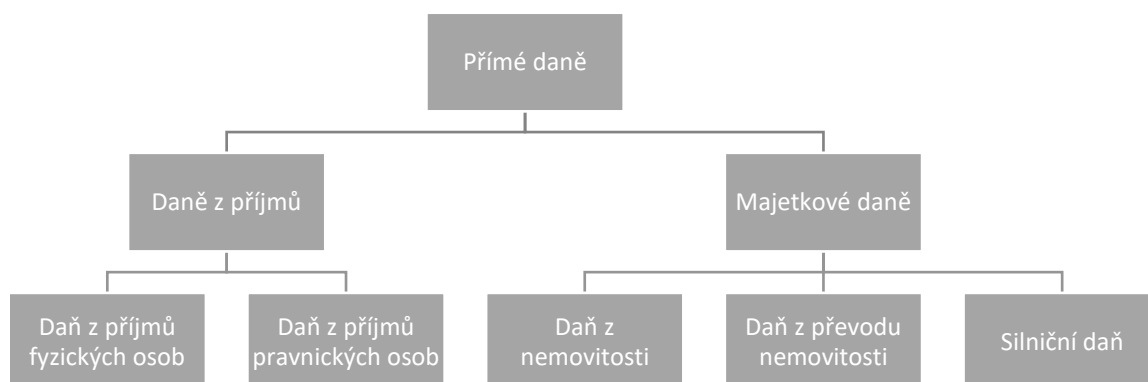 Přímé daně
Daně z příjmů
Majetkové daně
Daň z příjmů
fyzických osob
Daň z příjmů
pravnických osob
Daň z
nemovitosti
Daň z převodu
nemovitosti
Silniční daň